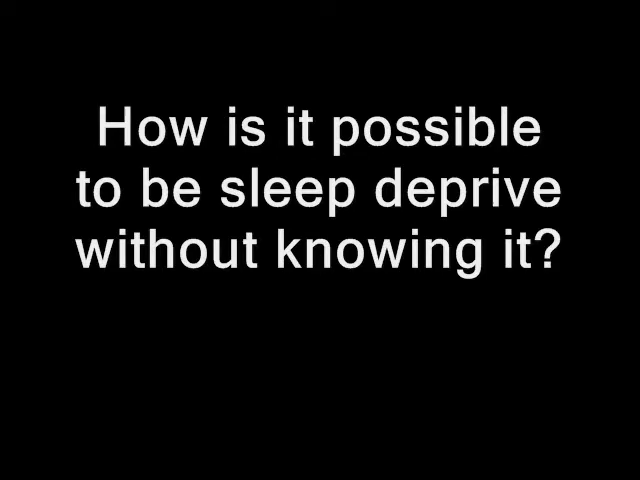 How is it possible
to be sleep deprive
without knowing it?